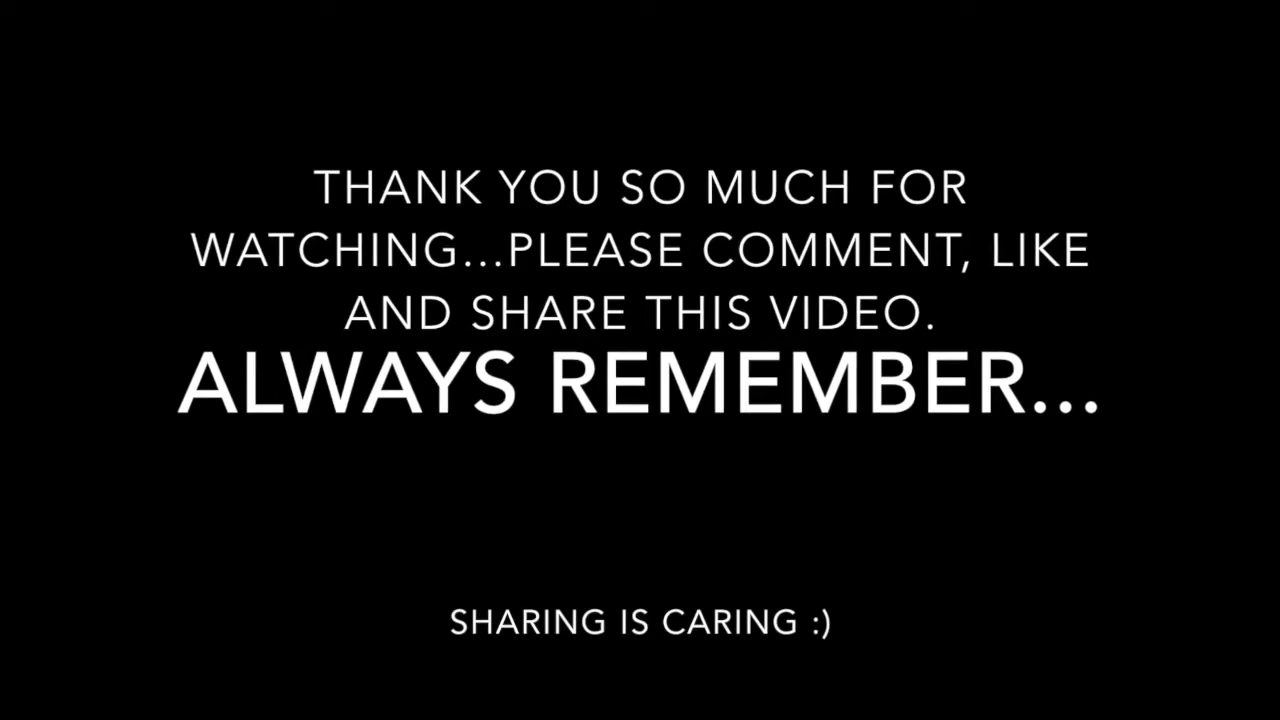 THANK YOU SO MUCH FOR
WATCHING...PLEASE COMMENT, LIKE
AND SHARE THIS VIDEO.
ALWAYS REMEMBER...
SHARING IS CARING :)